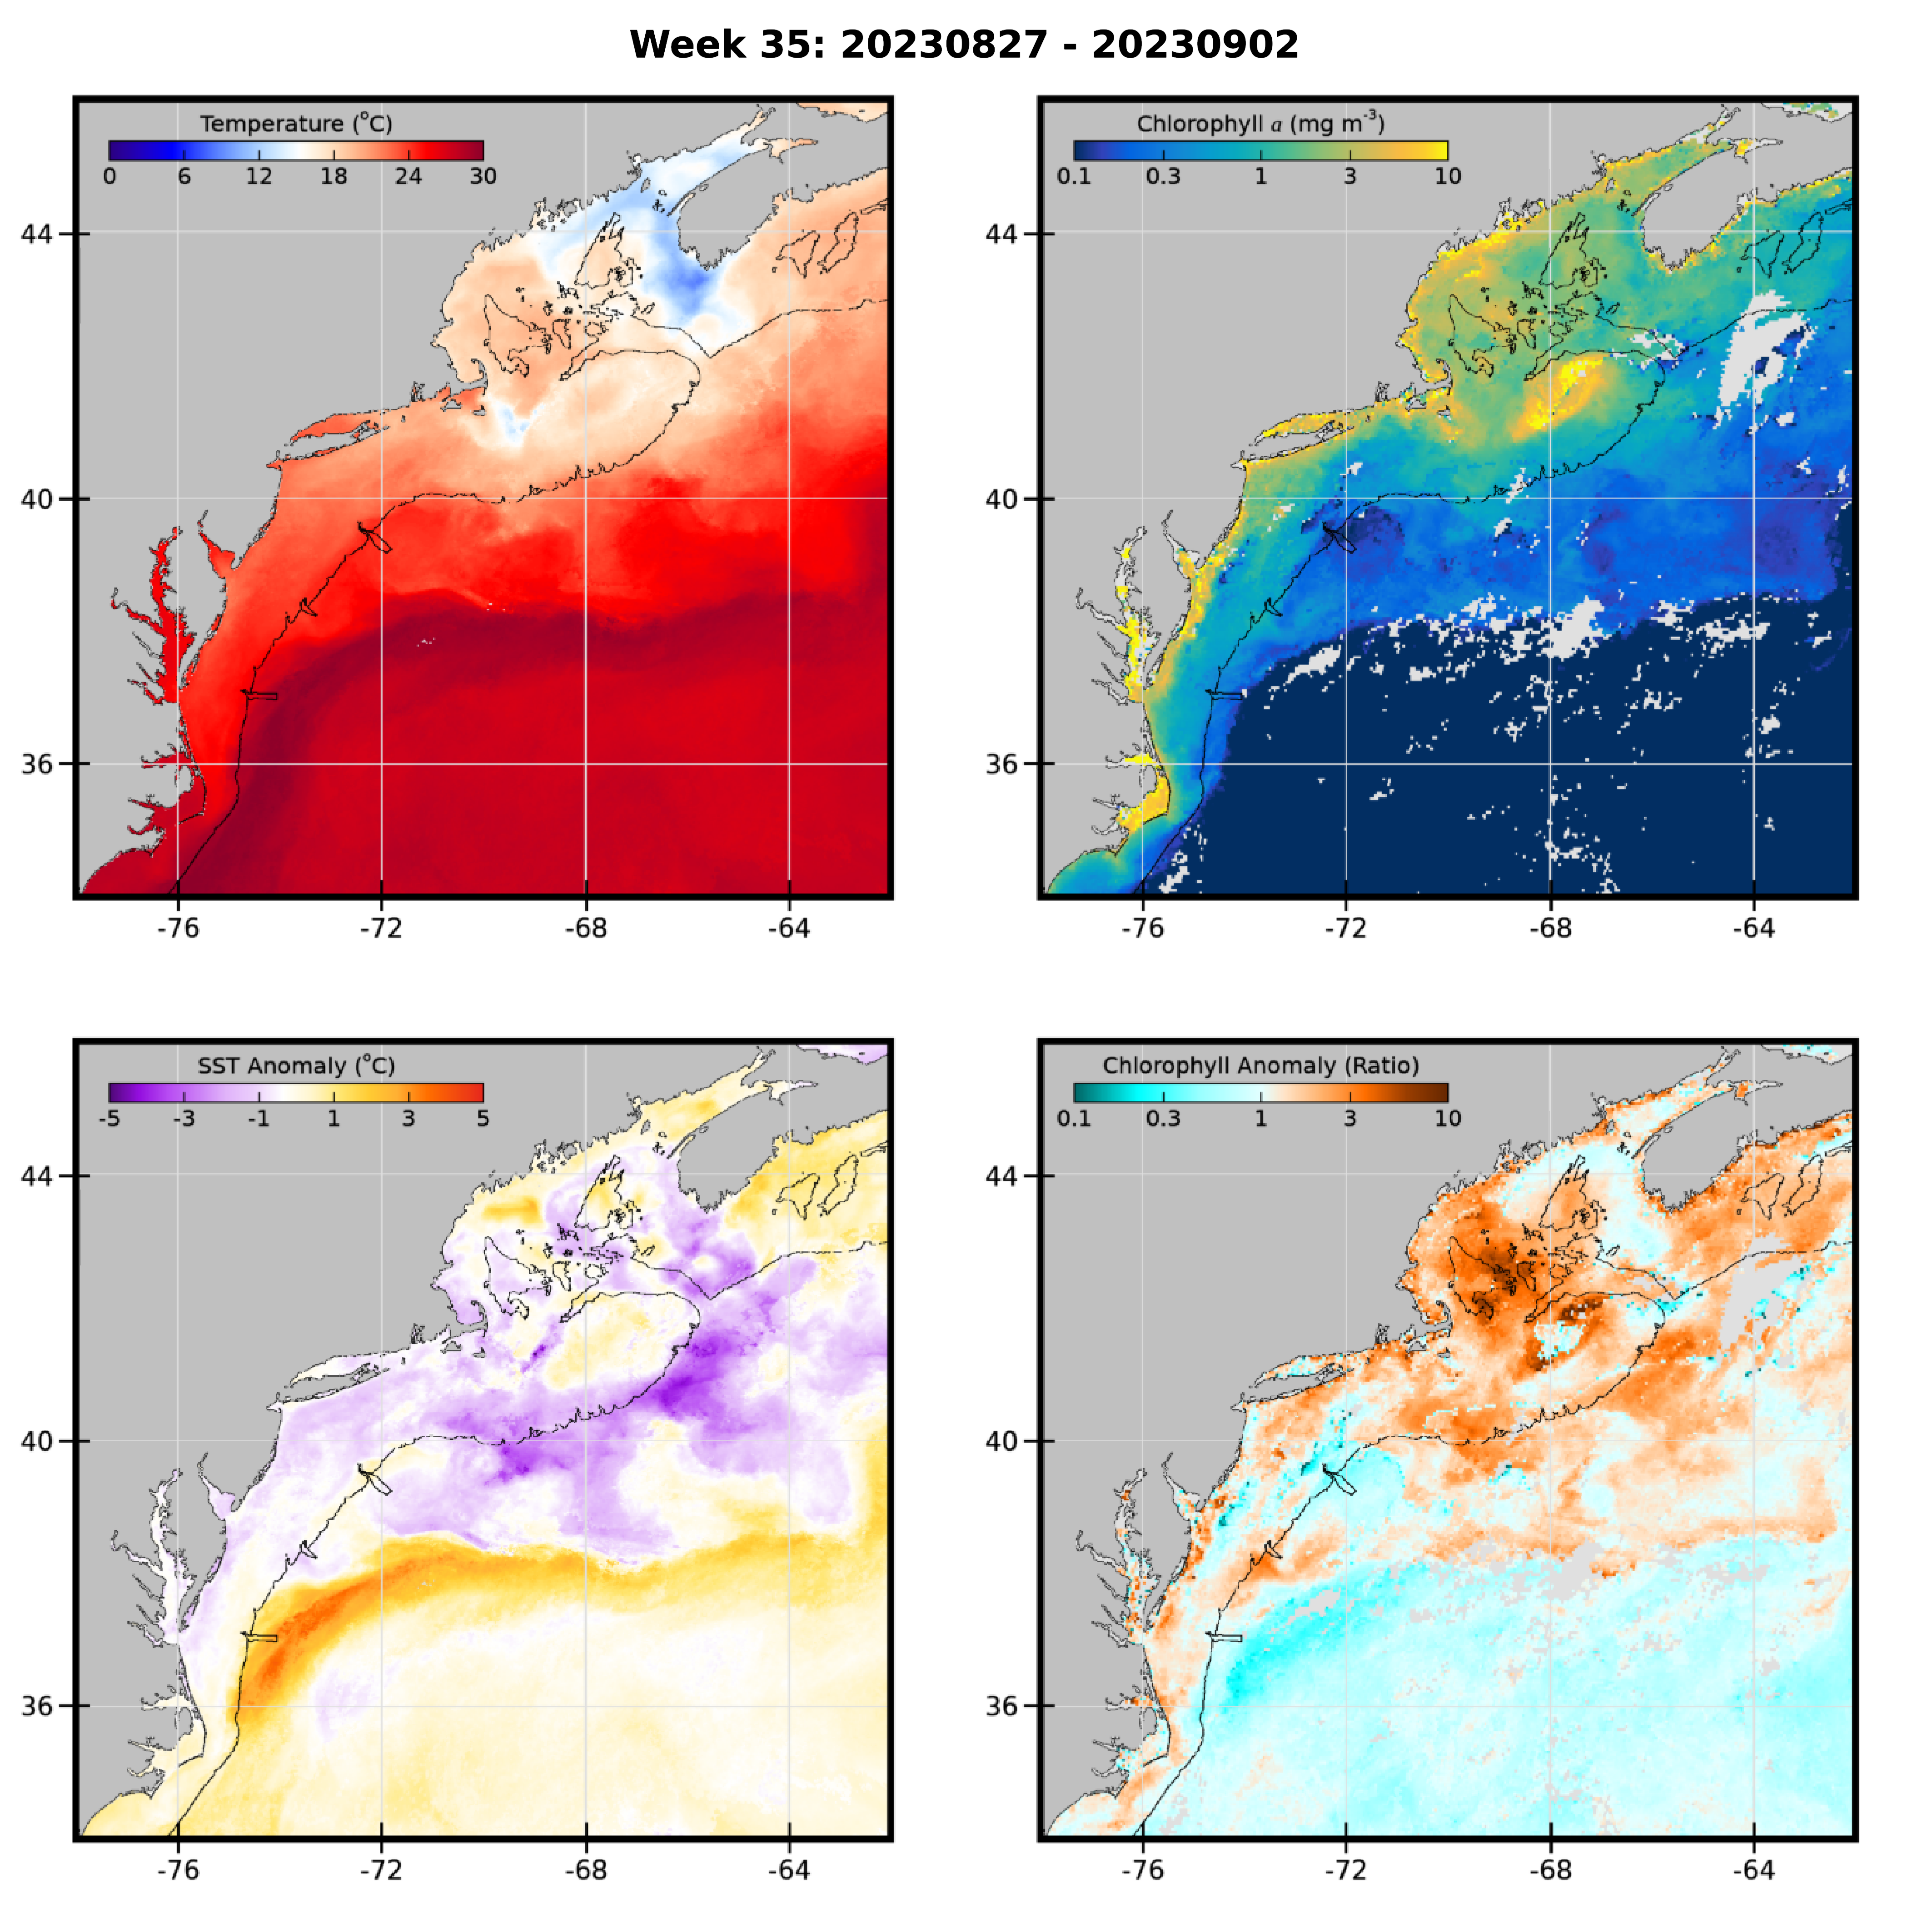 Week 35: 20230827 - 20230902
Temperature (°C)
0 6 12 18 24 30
44
40
36
-76 -72 -68 -64
Chlorophyll a (mg m⁻³)
0.1 0.3 1 3 10
44
40
36
-76 -72 -68 -64
SST Anomaly (°C)
-5 -3 -1 1 3 5
44
40
36
-76 -72 -68 -64
Chlorophyll Anomaly (Ratio)
0.1 0.3 1 3 10
44
40
36
-76 -72 -68 -64